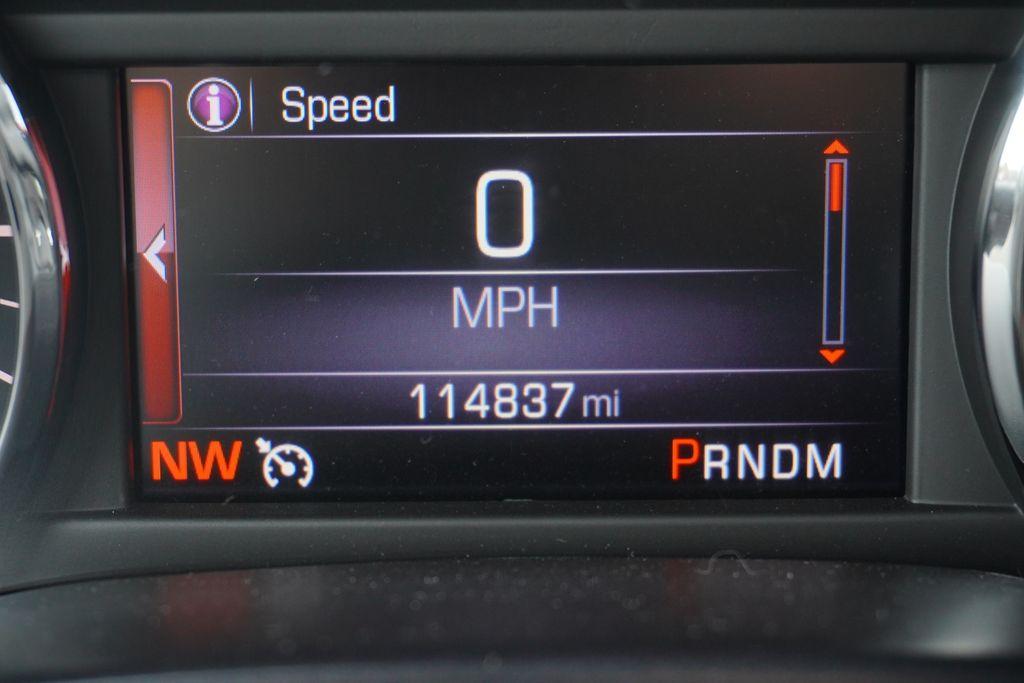 i Speed
0
MPH
114837 mi
NW PRNDM